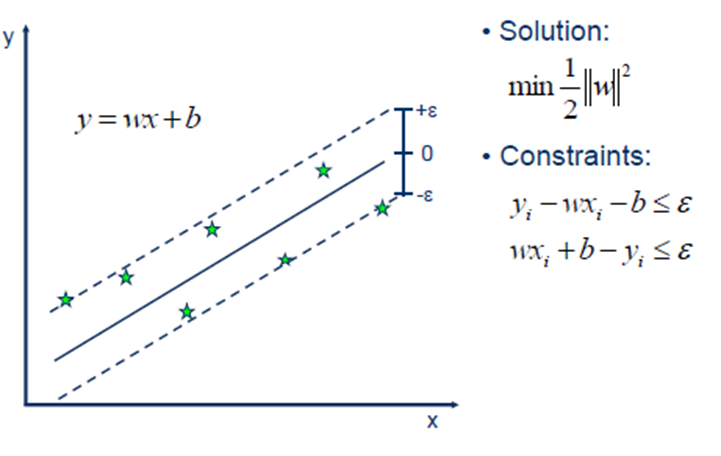 y
y = wx + b
+ε
0
-ε
x
• Solution:
min 1/2 ||w||²
• Constraints:
yᵢ − wxᵢ − b ≤ ε
wxᵢ + b − yᵢ ≤ ε